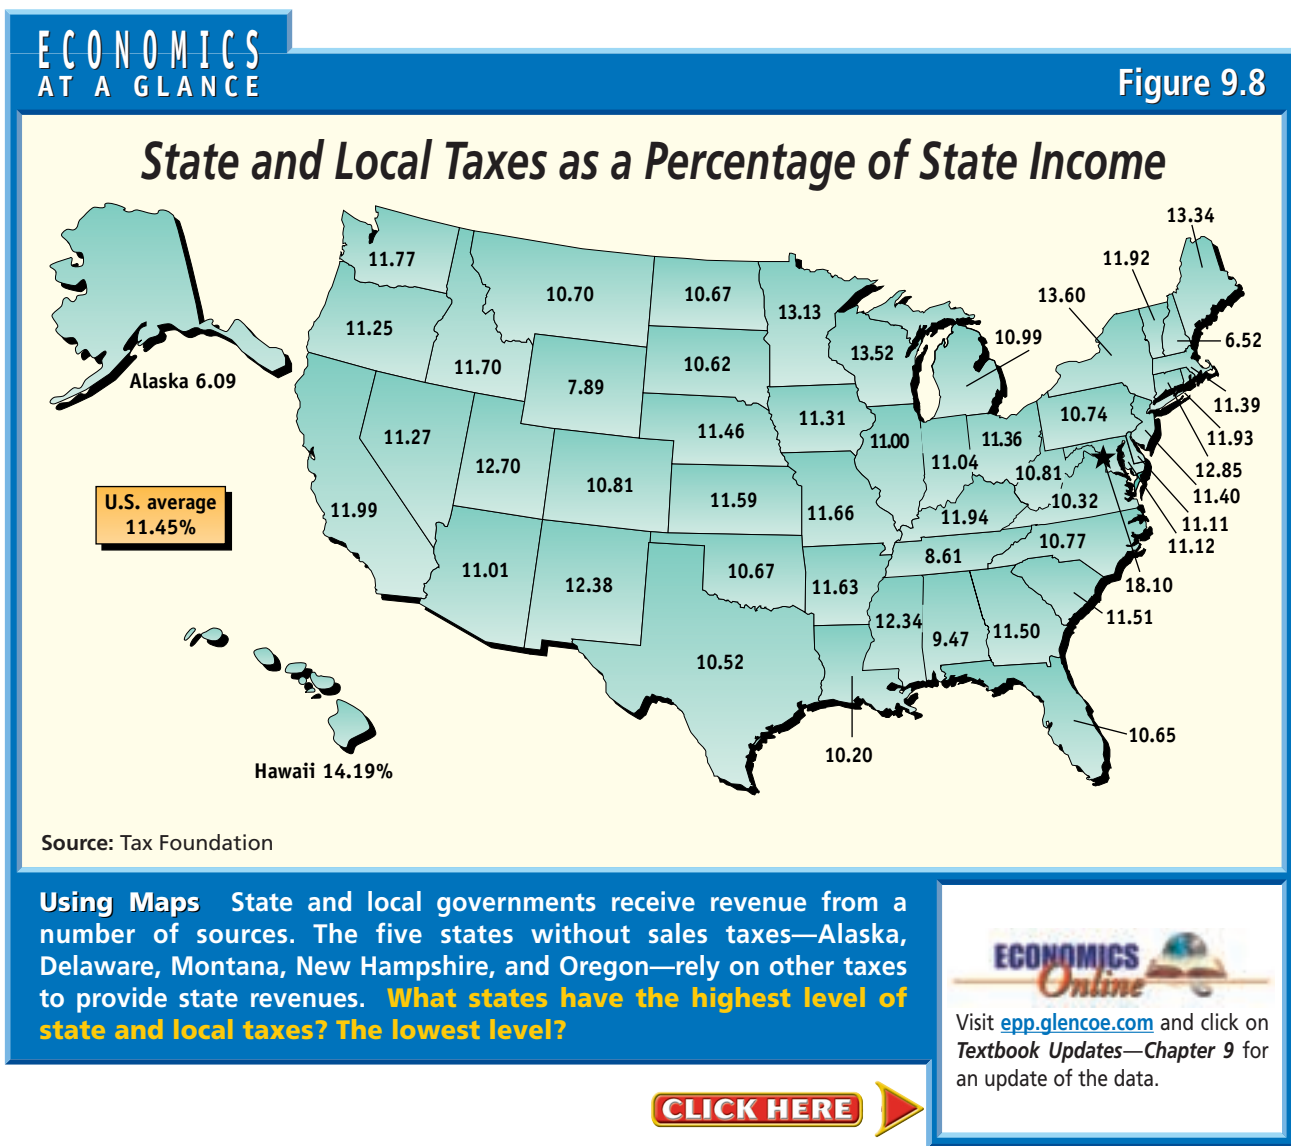 ECONOMICS
AT A GLANCE
Figure 9.8
State and Local Taxes as a Percentage of State Income
13.34
11.92
11.77
13.60
10.70
10.67
13.13
11.25
10.99
6.52
13.52
10.62
11.70
Alaska 6.09
7.89
11.39
10.74
11.31
11.46
11.93
11.27
11.00
11.36
11.04
12.70
10.81
12.85
10.81
11.40
U.S. average
11.45%
11.59
10.32
11.99
11.66
11.94
11.11
10.77
11.12
8.61
11.01
10.67
12.38
11.63
18.10
11.51
12.34
11.50
9.47
10.52
10.65
10.20
Hawaii 14.19%
Source: Tax Foundation
Using Maps State and local governments receive revenue from a
number of sources. The five states without sales taxes—Alaska,
Delaware, Montana, New Hampshire, and Oregon—rely on other taxes
to provide state revenues. What states have the highest level of
state and local taxes? The lowest level?
ECONOMICS
Online
Visit epp.glencoe.com and click on
Textbook Updates—Chapter 9 for
an update of the data.
CLICK HERE